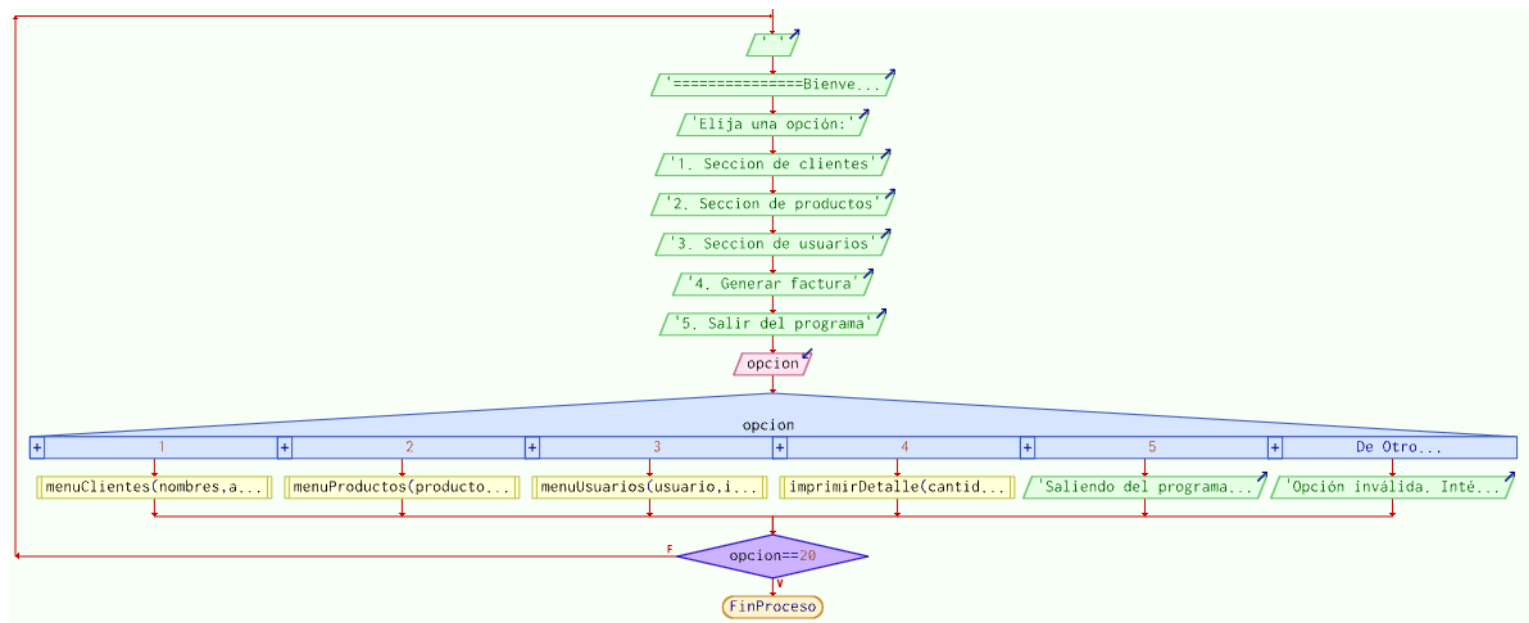 ' '
'===============Bienve...
'Elija una opción:'
'1. Seccion de clientes'
'2. Seccion de productos'
'3. Seccion de usuarios'
'4. Generar factura'
'5. Salir del programa'
opcion
opcion
+ 1 + 2 + 3 + 4 + 5 + De Otro...
menuClientes(nombres,a... menuProductos(producto... menuUsuarios(usuario,i... imprimirDetalle(cantid... 'Saliendo del programa... 'Opción inválida. Inté...
F
opcion==20
V
FinProceso